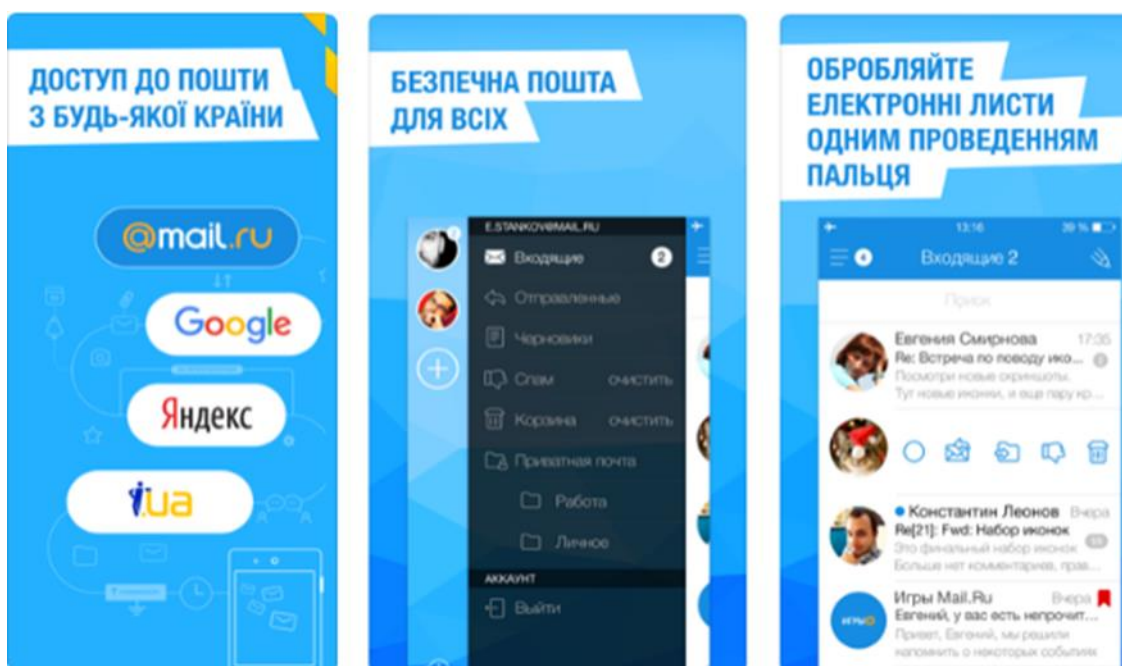 ДОСТУП ДО ПОШТИ
З БУДЬ-ЯКОЇ КРАЇНИ
@mail.ru
Google
Яндекс
i.ua
БЕЗПЕЧНА ПОШТА
ДЛЯ ВСІХ
E.STANKOV@MAIL.RU
Входящие 2
Отправленные
Черновики
Спам очистить
Корзина очистить
Приватная почта
Работа
Личное
АККАУНТ
Выйти
ОБРОБЛЯЙТЕ
ЕЛЕКТРОННІ ЛИСТИ
ОДНИМ ПРОВЕДЕННЯМ
ПАЛЬЦЯ
13:16 39 %
4 Входящие 2
Поиск
Евгения Смирнова 17:35
Re: Встреча по поводу ико...
Посмотри новые скриншоты.
Тут новые иконки, и еще пару кр...
Константин Леонов Вчера
Re[21]: Fwd: Набор иконок
Это финальный набор иконок
Больше нет комментариев, прав...
ИГРЫ
Игры Mail.Ru Вчера
Евгений, у вас есть непрочит...
Привет, Евгений, мы решили
напомнить о некоторых событиях